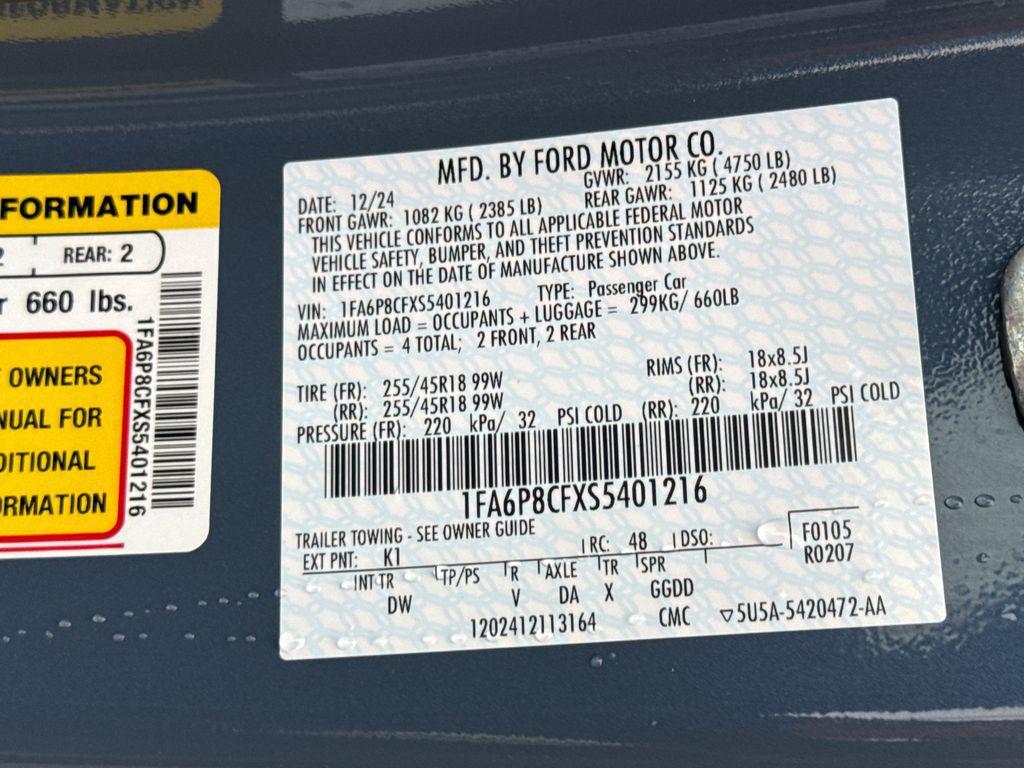 FORMATION
2 REAR: 2
r 660 lbs.
OWNERS
NUAL FOR
DITIONAL
ORMATION
1FA6P8CFXS5401216
MFD. BY FORD MOTOR CO.
DATE: 12/24 GVWR: 2155 KG ( 4750 LB)
FRONT GAWR: 1082 KG ( 2385 LB) REAR GAWR: 1125 KG ( 2480 LB)
THIS VEHICLE CONFORMS TO ALL APPLICABLE FEDERAL MOTOR
VEHICLE SAFETY, BUMPER, AND THEFT PREVENTION STANDARDS
IN EFFECT ON THE DATE OF MANUFACTURE SHOWN ABOVE.
VIN: 1FA6P8CFXS5401216 TYPE: Passenger Car
MAXIMUM LOAD = OCCUPANTS + LUGGAGE = 299KG/ 660LB
OCCUPANTS = 4 TOTAL; 2 FRONT, 2 REAR
TIRE (FR): 255/45R18 99W RIMS (FR): 18x8.5J
(RR): 255/45R18 99W (RR): 18x8.5J
PRESSURE (FR): 220 kPa/ 32 PSI COLD (RR): 220 kPa/ 32 PSI COLD
1FA6P8CFXS5401216
TRAILER TOWING - SEE OWNER GUIDE
EXT PNT: K1 RC: 48 DSO: F0105
R0207
INT TR TP/PS R AXLE TR SPR
DW V DA X GGDD
1202412113164 CMC ▽5U5A-5420472-AA